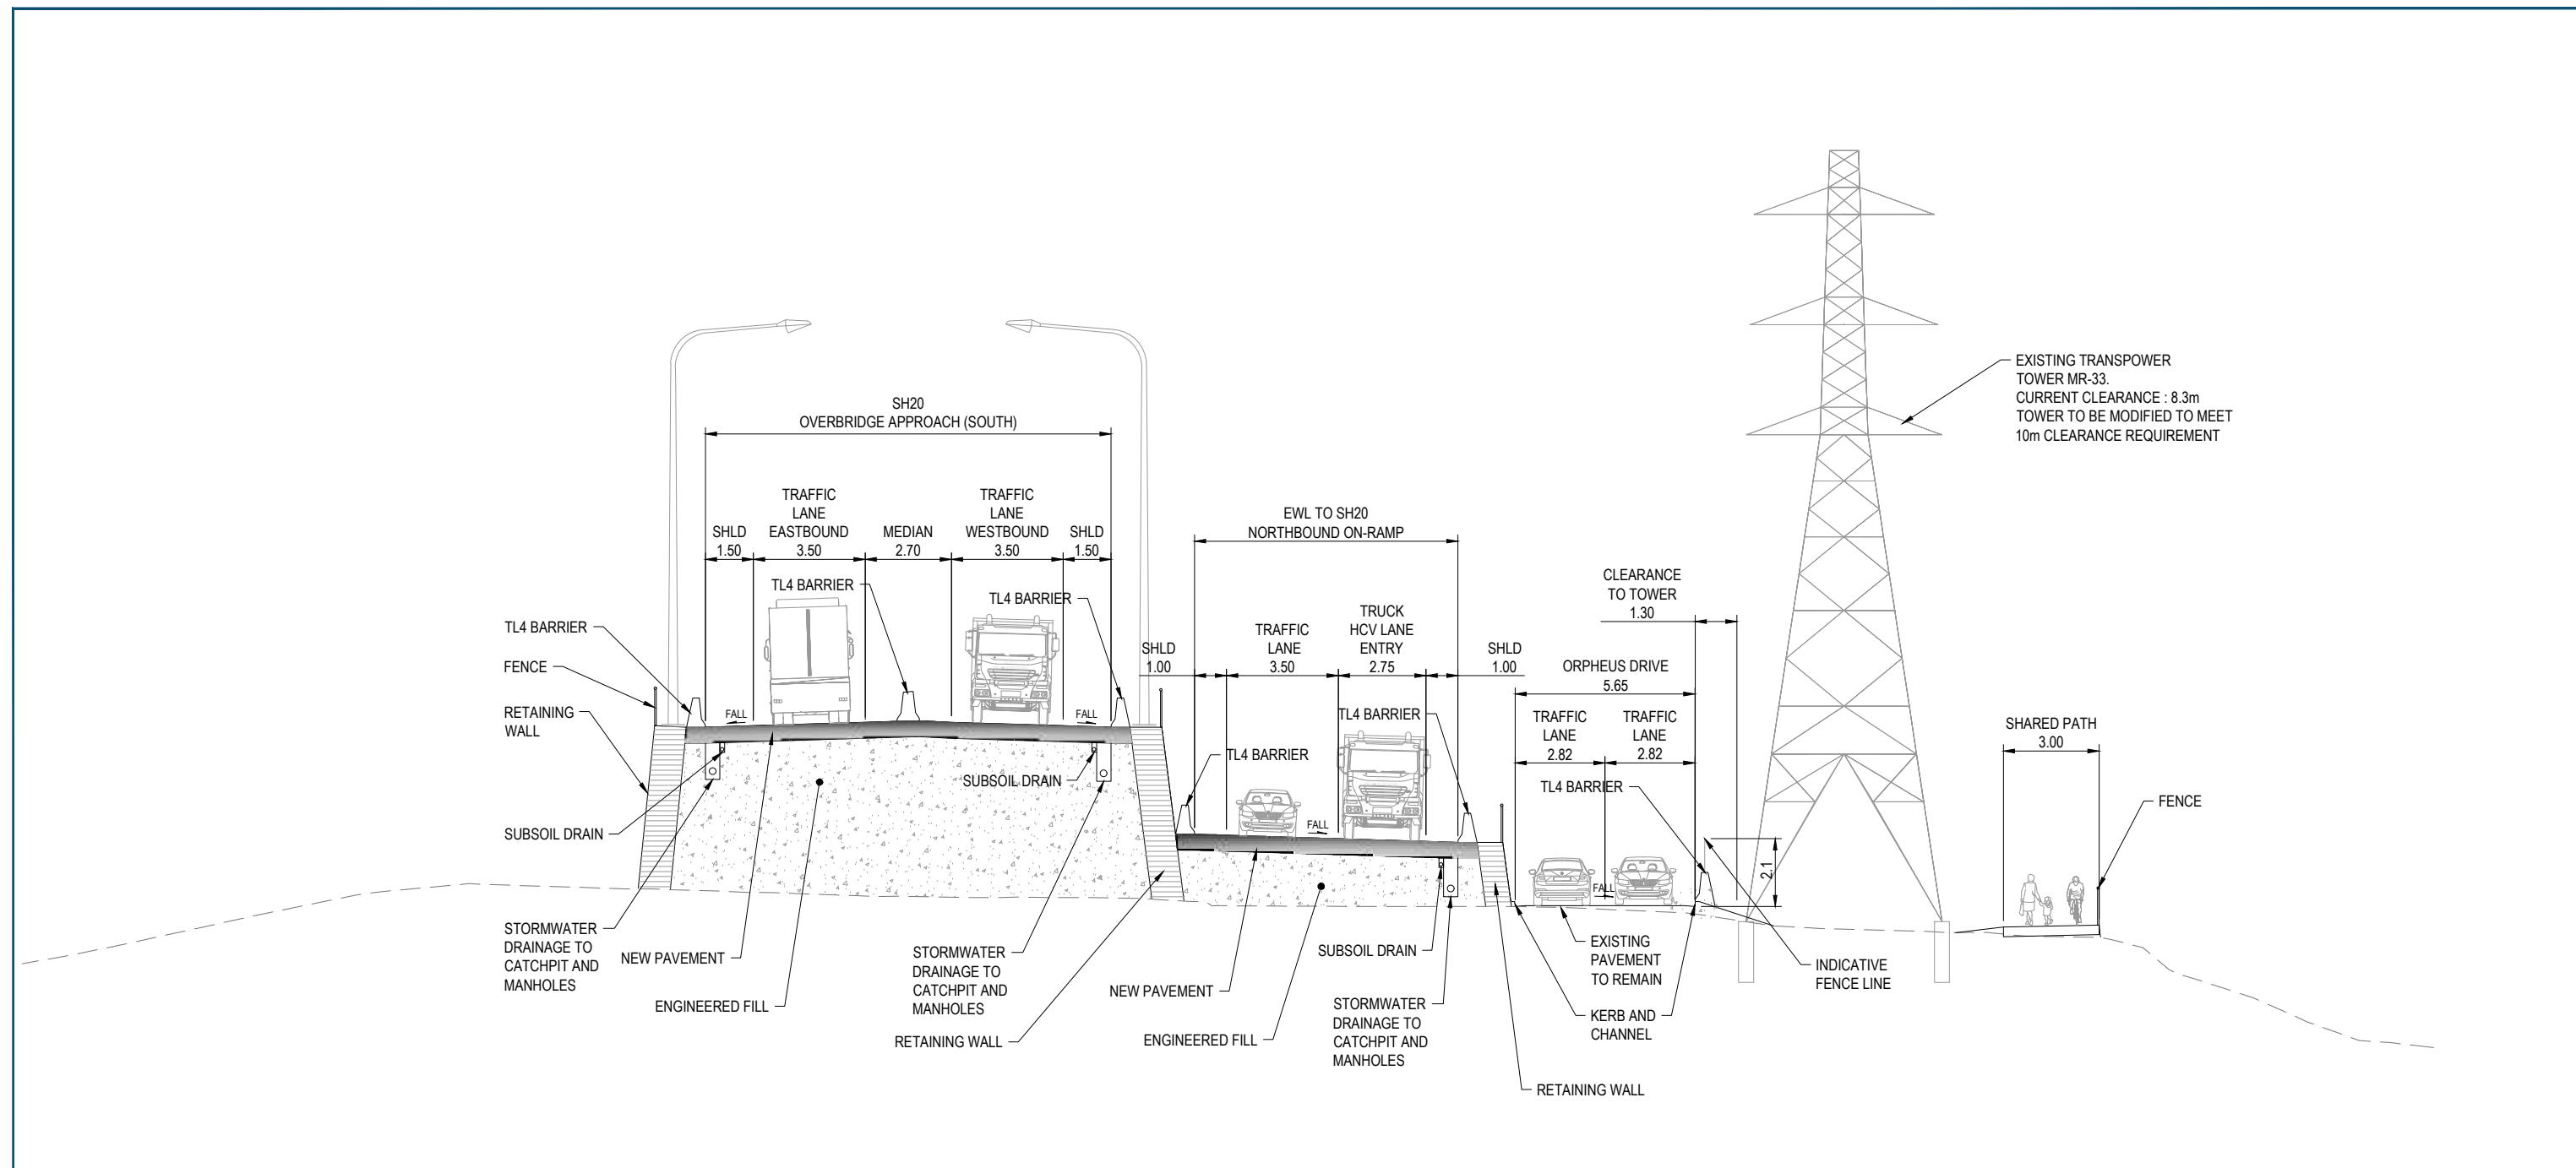 EXISTING TRANSPOWER
TOWER MR-33.
CURRENT CLEARANCE : 8.3m
TOWER TO BE MODIFIED TO MEET
10m CLEARANCE REQUIREMENT
SH20
OVERBRIDGE APPROACH (SOUTH)
SHLD
1.50
TRAFFIC
LANE
EASTBOUND
3.50
MEDIAN
2.70
TRAFFIC
LANE
WESTBOUND
3.50
SHLD
1.50
TL4 BARRIER
TL4 BARRIER
TL4 BARRIER
FENCE
RETAINING
WALL
FALL
FALL
SUBSOIL DRAIN
SUBSOIL DRAIN
STORMWATER
DRAINAGE TO
CATCHPIT AND
MANHOLES
NEW PAVEMENT
ENGINEERED FILL
STORMWATER
DRAINAGE TO
CATCHPIT AND
MANHOLES
RETAINING WALL
EWL TO SH20
NORTHBOUND ON-RAMP
SHLD
1.00
TRAFFIC
LANE
3.50
TRUCK
HCV LANE
ENTRY
2.75
SHLD
1.00
TL4 BARRIER
TL4 BARRIER
FALL
NEW PAVEMENT
ENGINEERED FILL
SUBSOIL DRAIN
STORMWATER
DRAINAGE TO
CATCHPIT AND
MANHOLES
RETAINING WALL
CLEARANCE
TO TOWER
1.30
ORPHEUS DRIVE
5.65
TRAFFIC
LANE
2.82
TRAFFIC
LANE
2.82
TL4 BARRIER
FALL
2.1
EXISTING
PAVEMENT
TO REMAIN
KERB AND
CHANNEL
INDICATIVE
FENCE LINE
SHARED PATH
3.00
FENCE